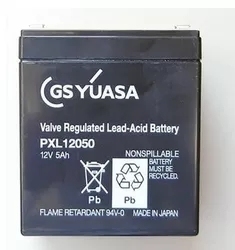 GS YUASA
Valve Regulated Lead-Acid Battery
PXL12050
12V 5Ah
NONSPILLABLE
BATTERY
MUST BE
RECYCLED.
Pb Pb
FLAME RETARDANT 94V-0 MADE IN JAPAN